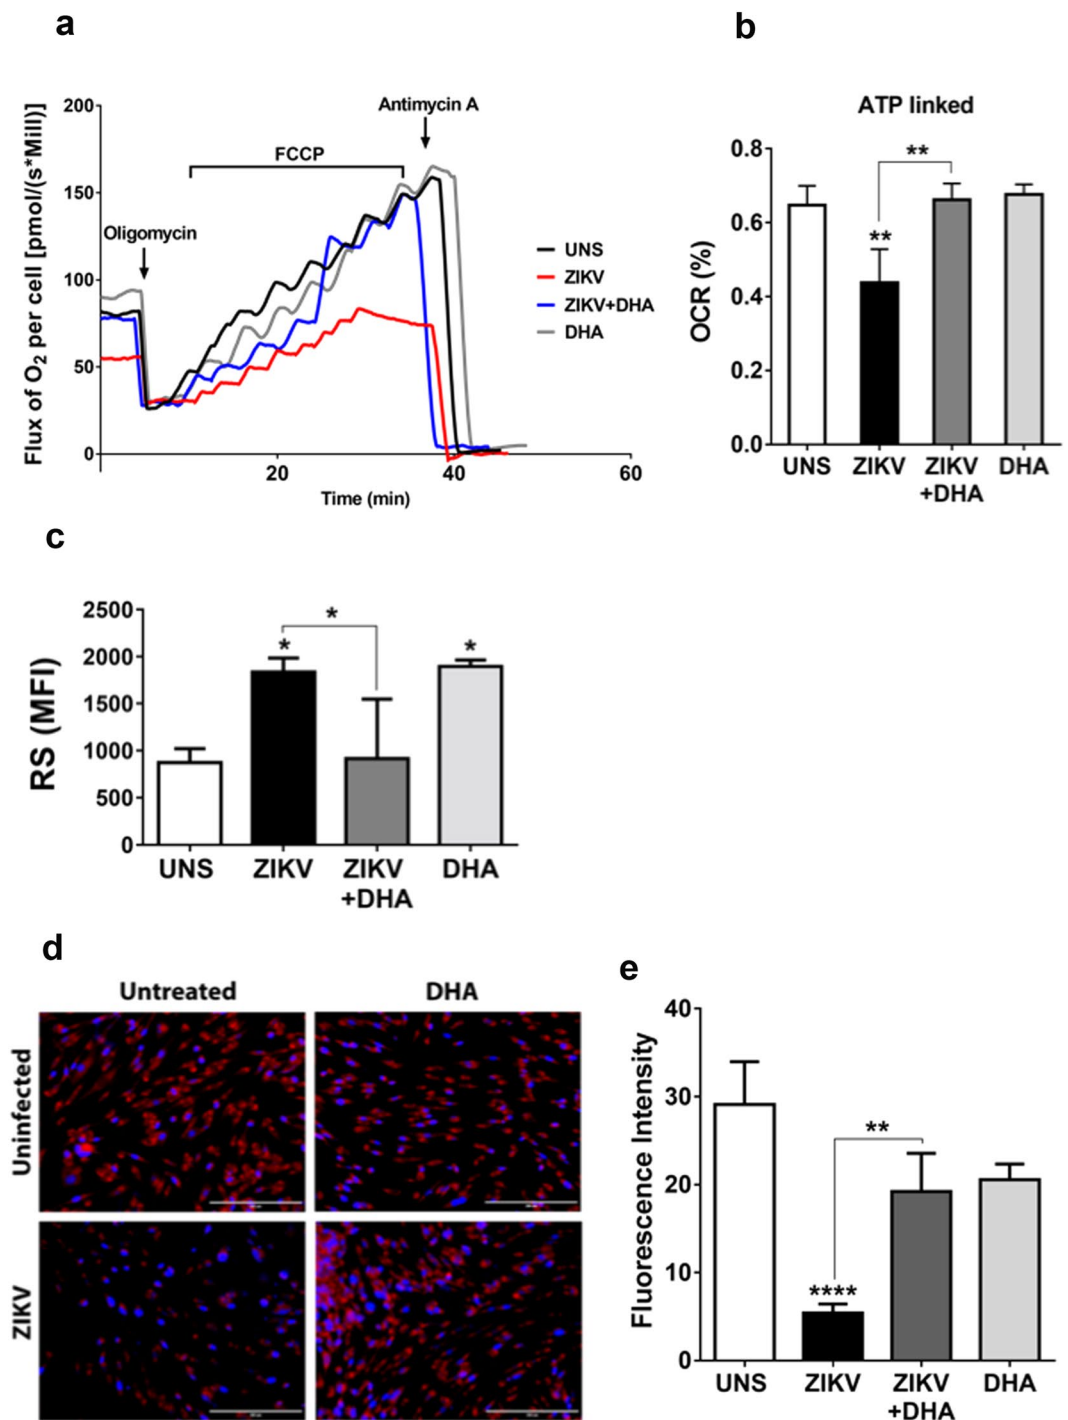 a
Flux of O2 per cell [pmol/(s*Mill)]
200
150
100
50
0
20
40
60
Time (min)
Oligomycin
FCCP
Antimycin A
UNS
ZIKV
ZIKV+DHA
DHA
b
ATP linked
OCR (%)
0.8
0.6
0.4
0.2
0.0
**
**
UNS
ZIKV
ZIKV
+DHA
DHA
c
RS (MFI)
2500
2000
1500
1000
500
0
*
*
*
UNS
ZIKV
ZIKV
+DHA
DHA
d
Untreated
DHA
Uninfected
ZIKV
e
Fluorescence Intensity
40
30
20
10
0
**
****
UNS
ZIKV
ZIKV
+DHA
DHA